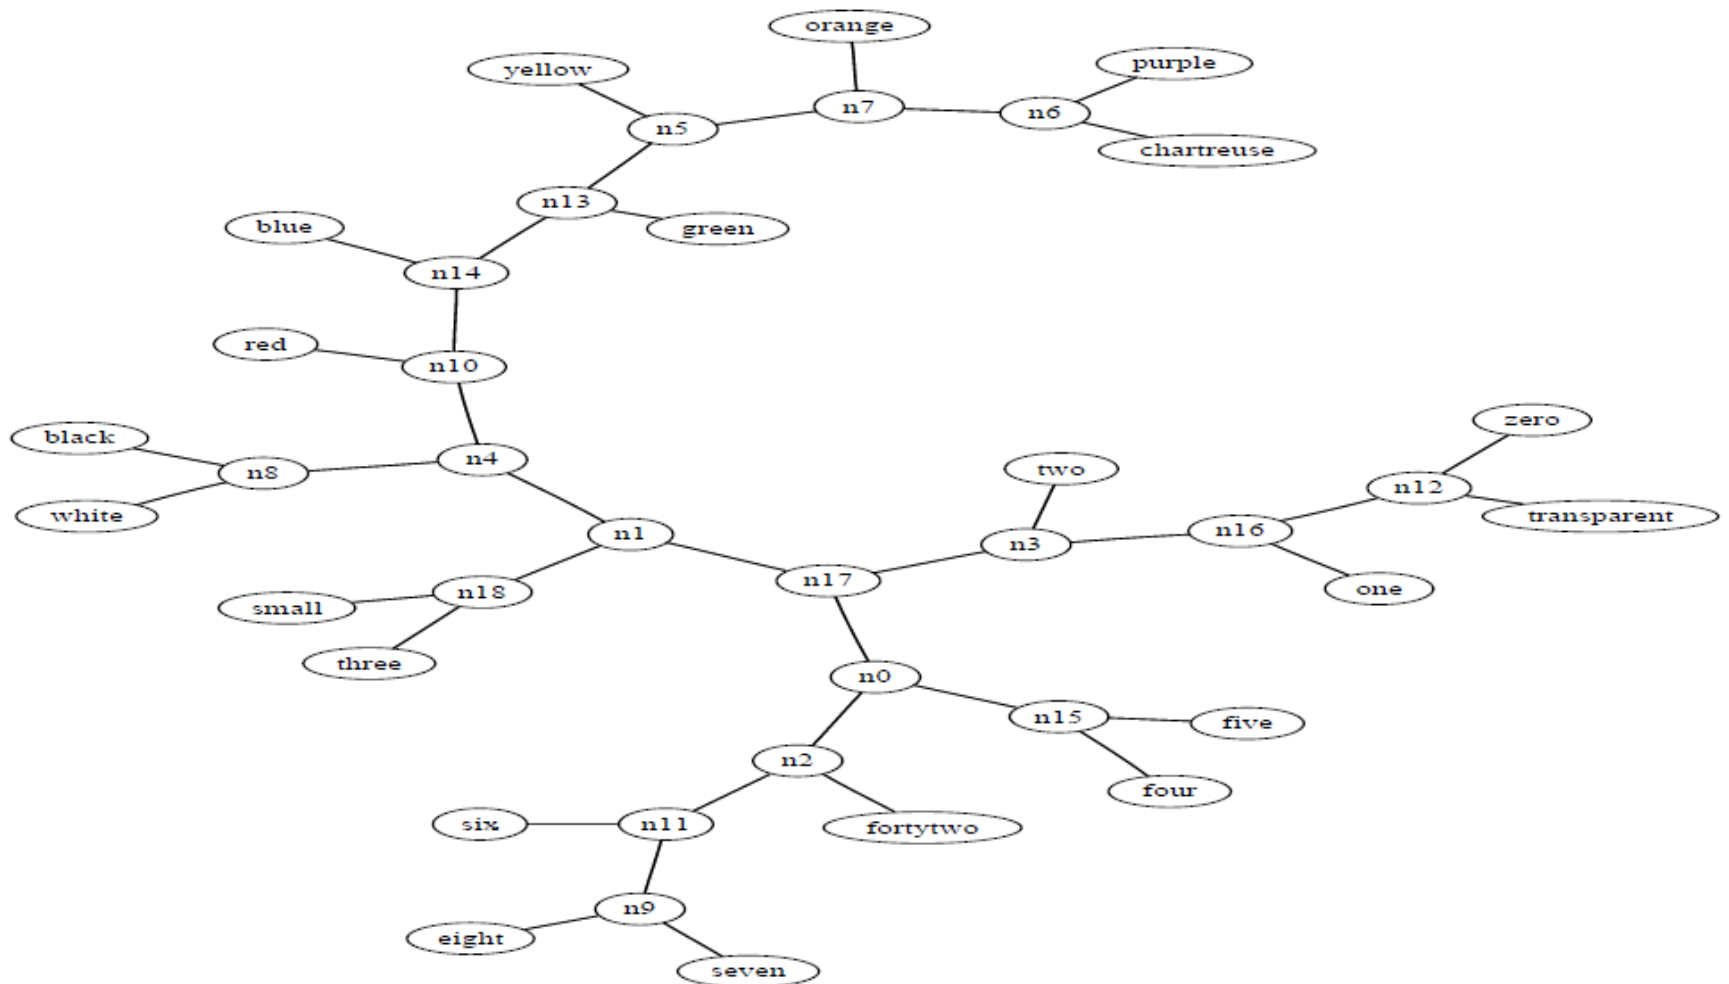 orange
purple
yellow
n7
n6
n5
chartreuse
n13
blue
green
n14
red
n10
zero
black
n4
two
n8
n12
white
transparent
n1
n3
n16
n17
one
n18
small
three
n0
n15
five
n2
four
six
n11
fortytwo
n9
eight
seven